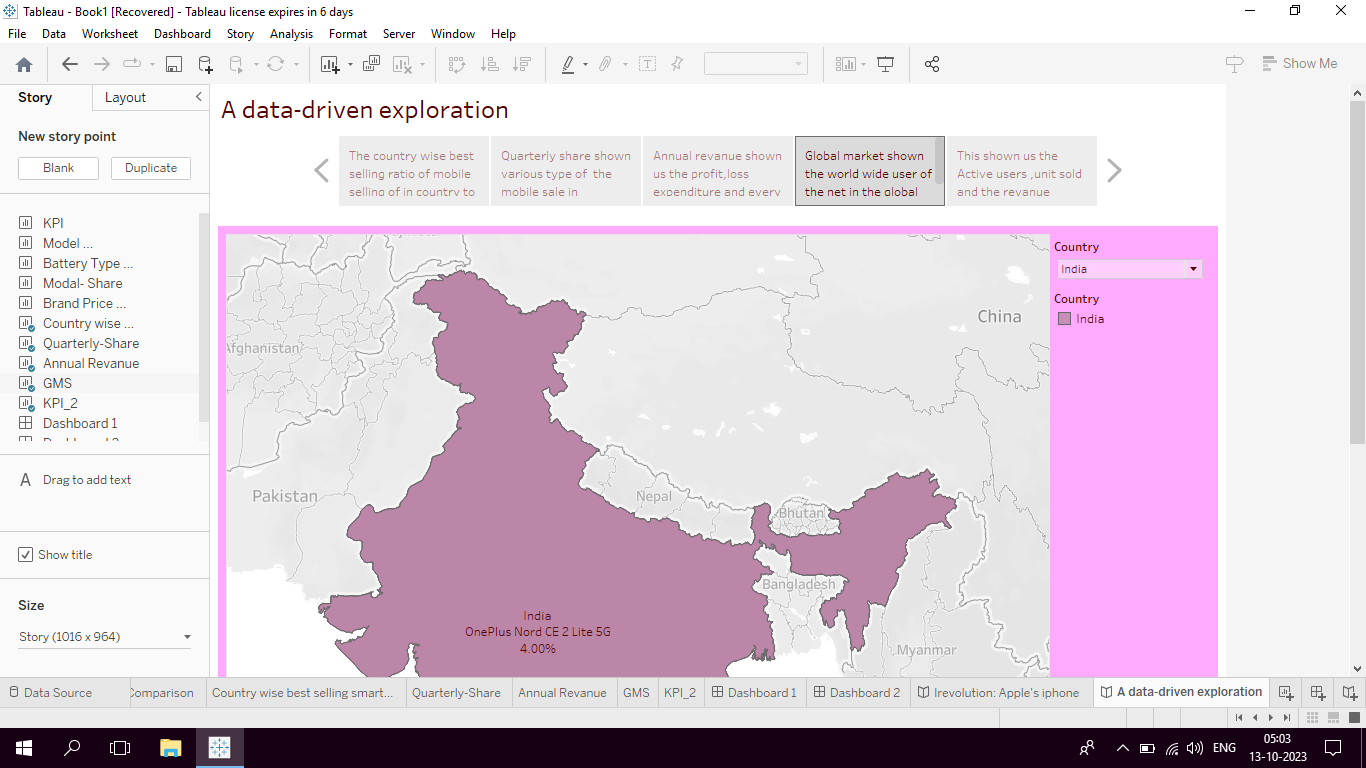 Tableau - Book1 [Recovered] - Tableau license expires in 6 days
File Data Worksheet Dashboard Story Analysis Format Server Window Help
Show Me
Story Layout
New story point
Blank Duplicate
KPI
Model ...
Battery Type ...
Modal- Share
Brand Price ...
Country wise ...
Quarterly-Share
Annual Revanue
GMS
KPI_2
Dashboard 1
A Drag to add text
Show title
Size
Story (1016 x 964)
A data-driven exploration
The country wise best
selling ratio of mobile
selling of in country to
Quarterly share shown
various type of the
mobile sale in
Annual revanue shown
us the profit,loss
expenditure and every
Global market shown
the world wide user of
the net in the global
This shown us the
Active users ,unit sold
and the revanue
Country
India
Country
India
China
Afghanistan
Pakistan
Nepal
Bhutan
Bangladesh
Myanmar
India
OnePlus Nord CE 2 Lite 5G
4.00%
Data Source Comparison Country wise best selling smart... Quarterly-Share Annual Revanue GMS KPI_2 Dashboard 1 Dashboard 2 Irevolution: Apple's iphone A data-driven exploration
ENG
05:03
13-10-2023